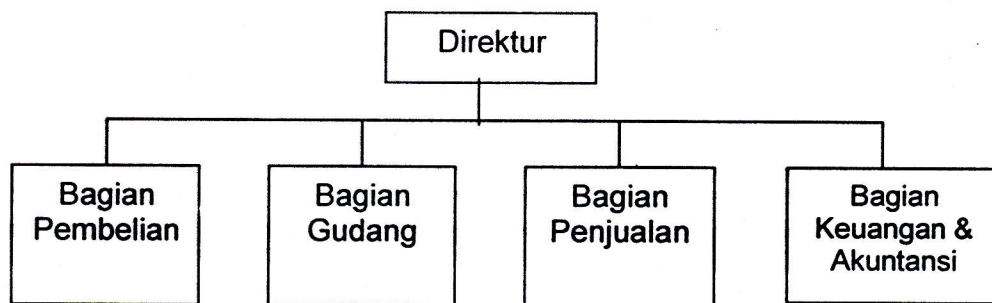 Direktur
Bagian
Pembelian
Bagian
Gudang
Bagian
Penjualan
Bagian
Keuangan &
Akuntansi